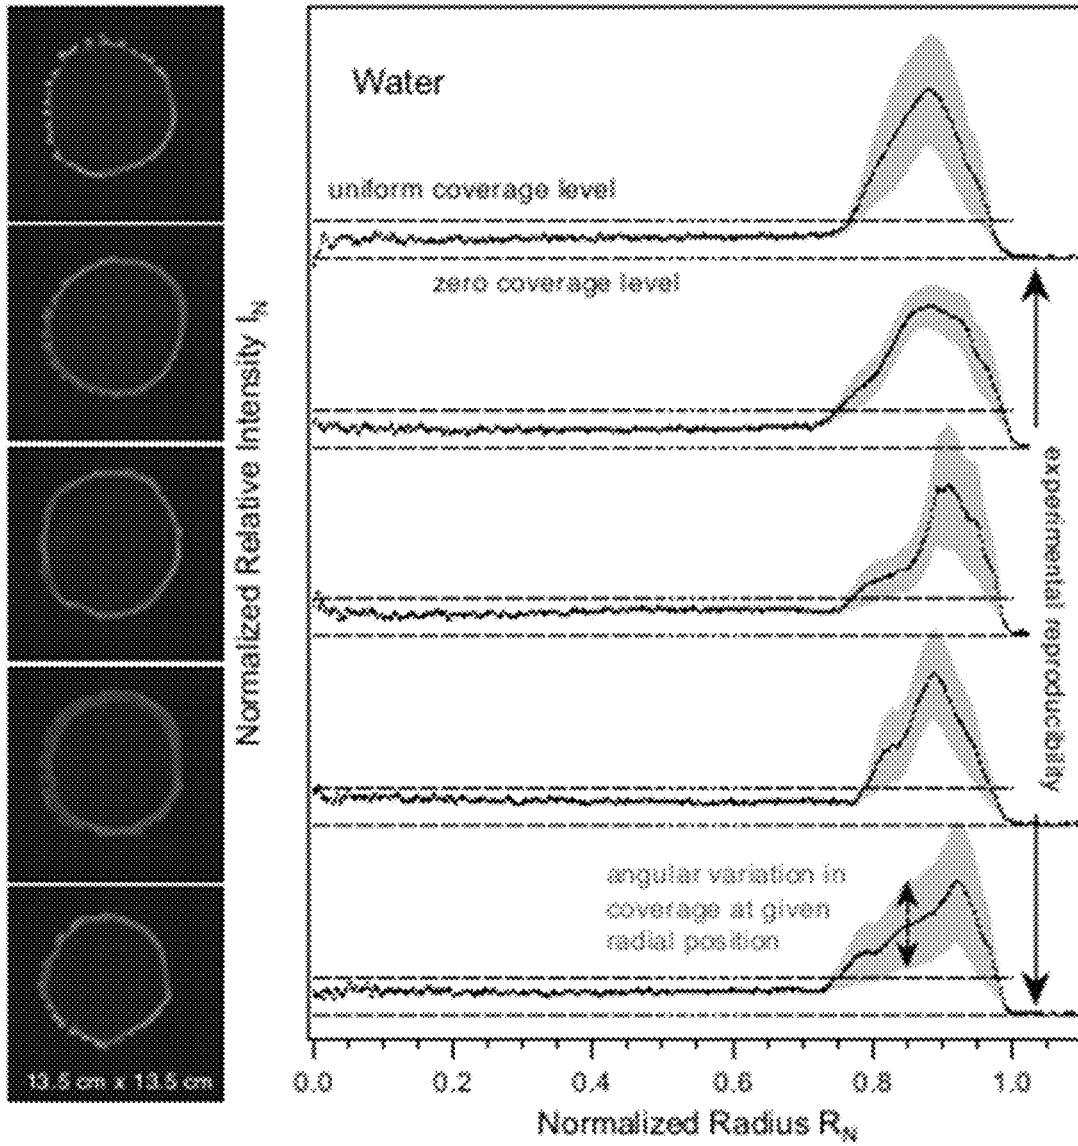 Water
uniform coverage level
zero coverage level
Normalized Relative Intensity I_N
experimental reproducibility
angular variation in
coverage at given
radial position
13.5 cm x 13.5 cm
0.0 0.2 0.4 0.6 0.8 1.0
Normalized Radius R_N